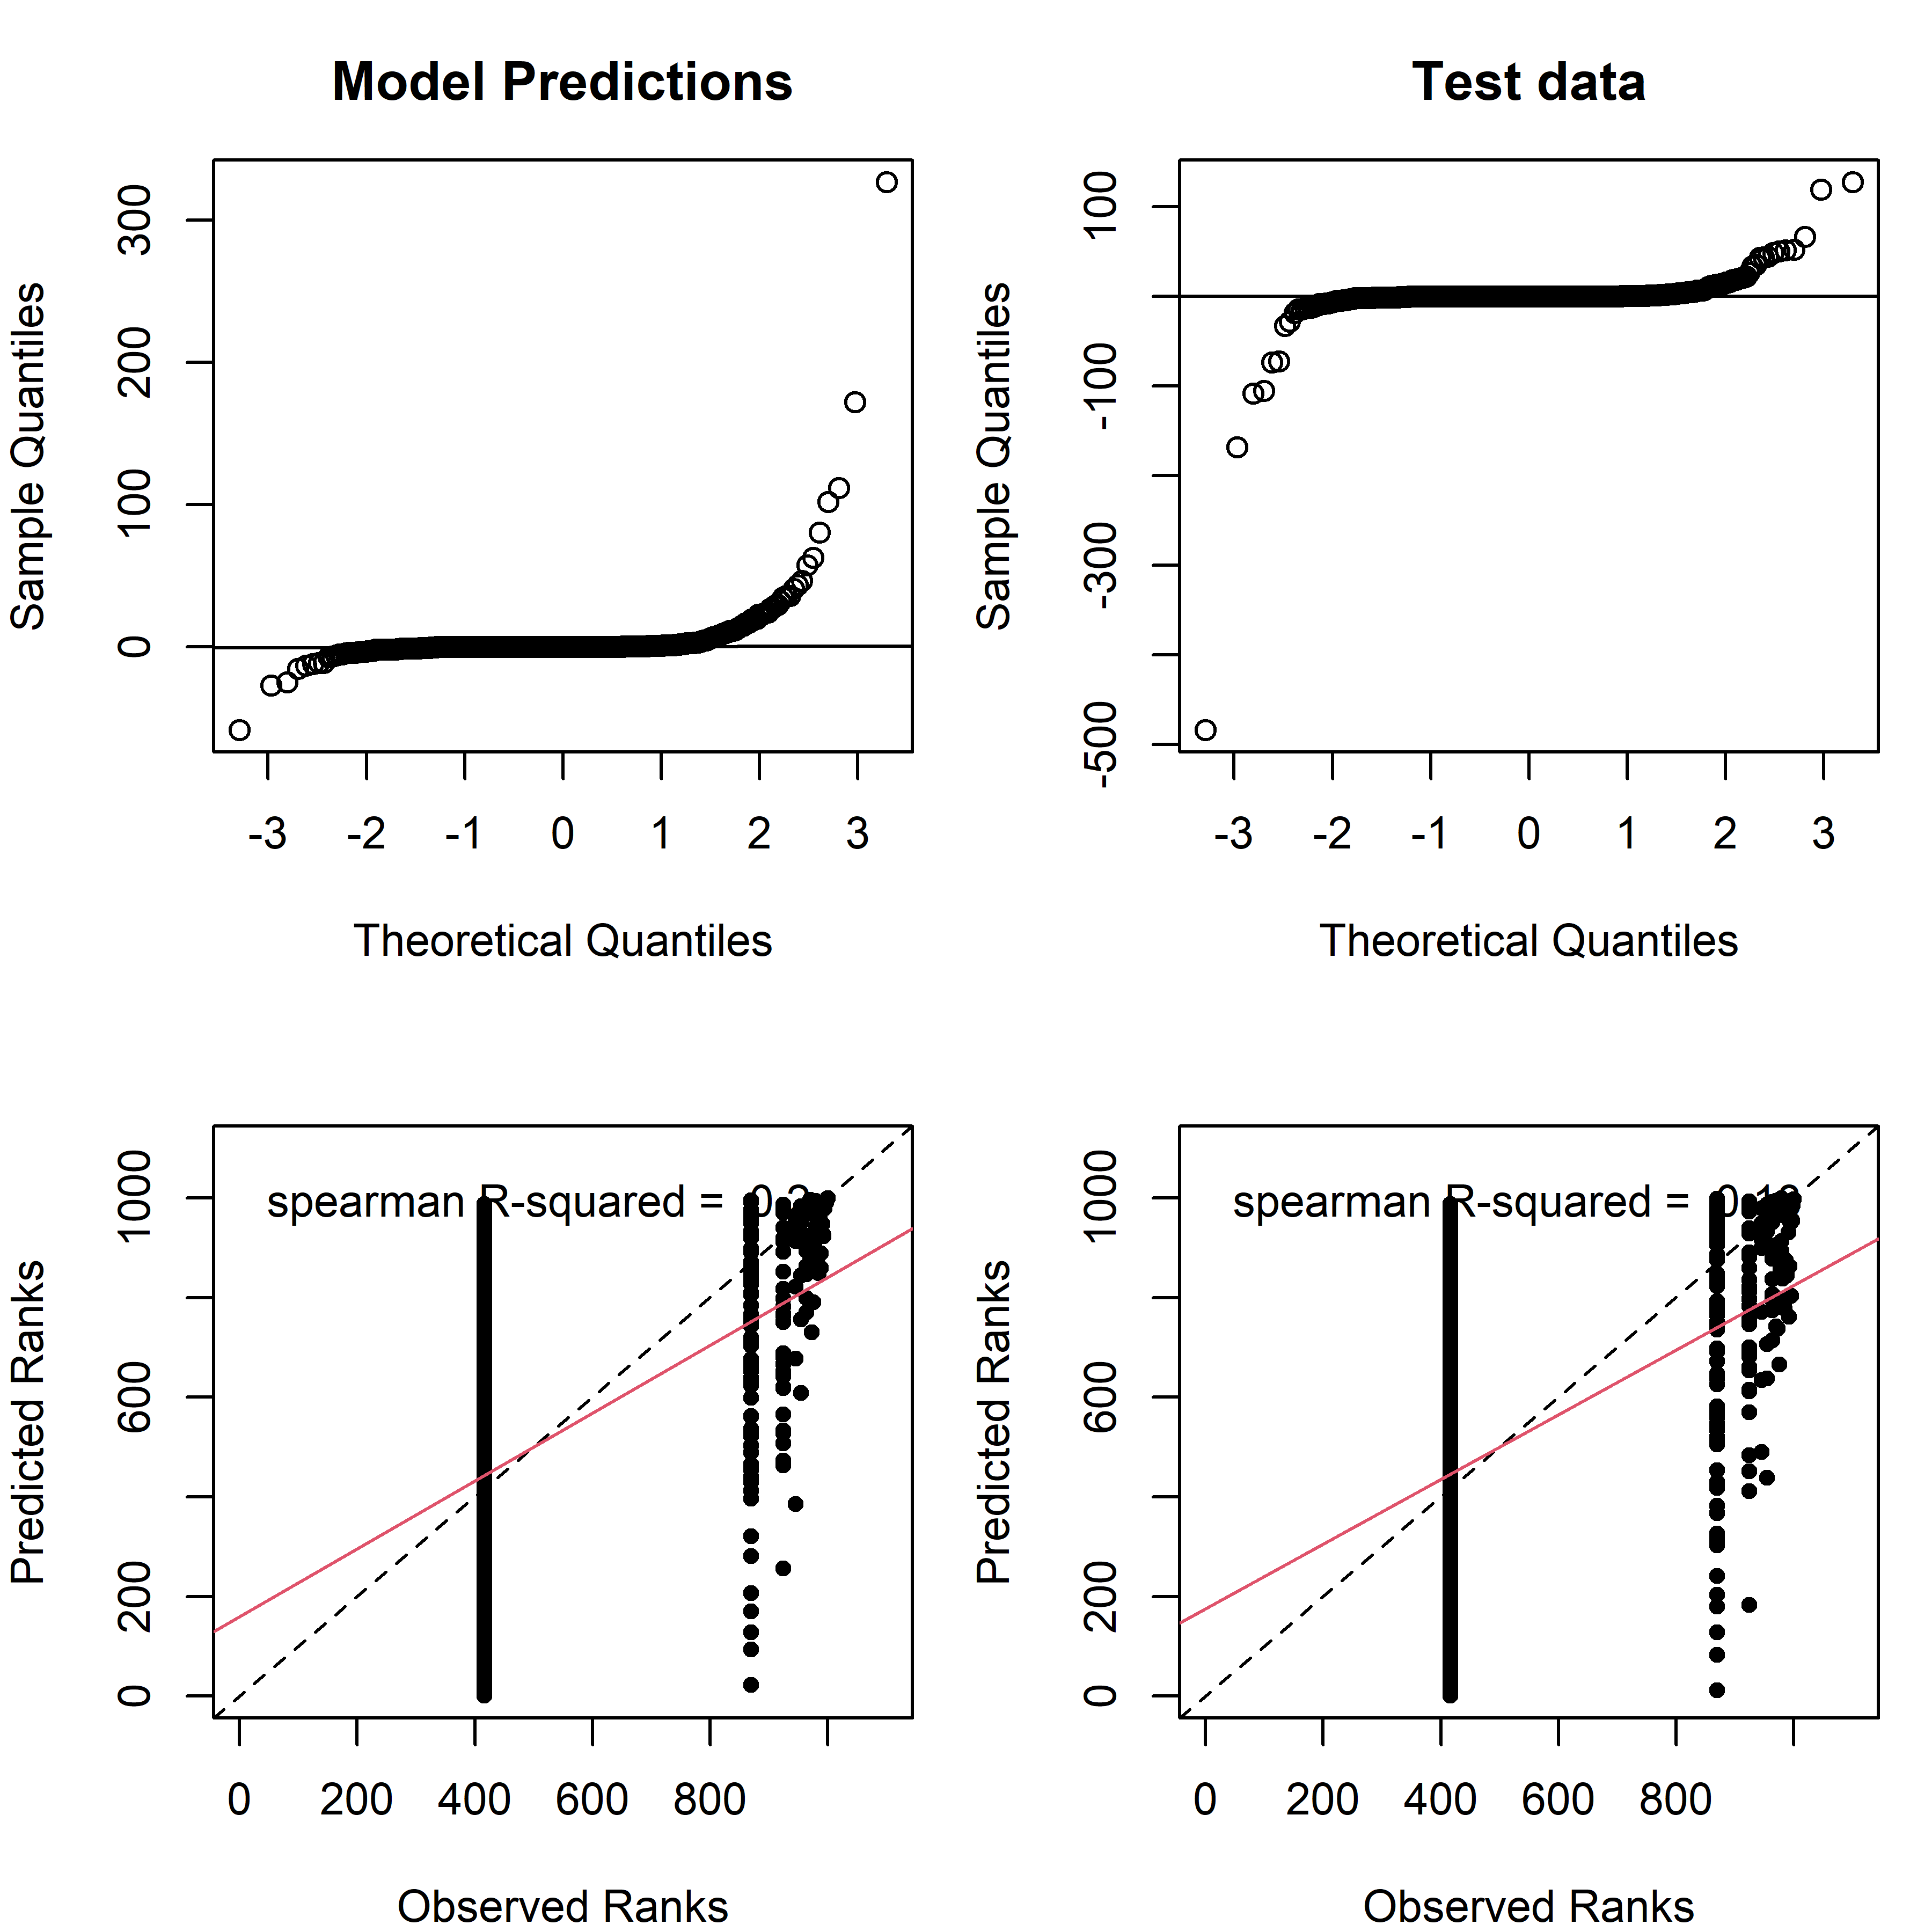 Model Predictions
Sample Quantiles
300
200
100
0
-3 -2 -1 0 1 2 3
Theoretical Quantiles
Test data
Sample Quantiles
100
-100
-300
-500
-3 -2 -1 0 1 2 3
Theoretical Quantiles
spearman R-squared =
Predicted Ranks
1000
600
200
0
0 200 400 600 800
Observed Ranks
spearman R-squared =
Predicted Ranks
1000
600
200
0
0 200 400 600 800
Observed Ranks